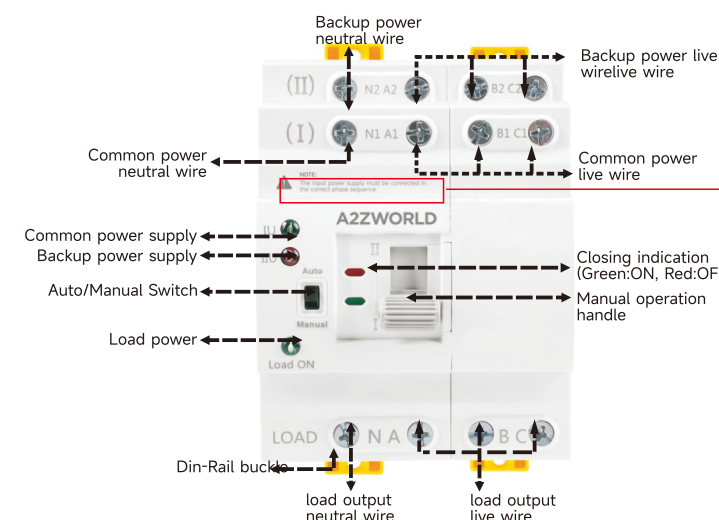 Backup power
neutral wire
Backup power live
wirelive wire
(II)
N2 A2
B2 C2
(I)
N1 A1
B1 C1
Common power
neutral wire
Common power
live wire
NOTE:
The input power supply must be connected in
the correct phase sequence
A2ZWORLD
IU
Common power supply
IIU
Backup power supply
II
Closing indication
(Green:ON, Red:OF
Auto
Auto/Manual Switch
Manual operation
handle
Manual
I
Load power
Load ON
LOAD
N A
B C
Din-Rail buckle
load output
neutral wire
load output
live wire